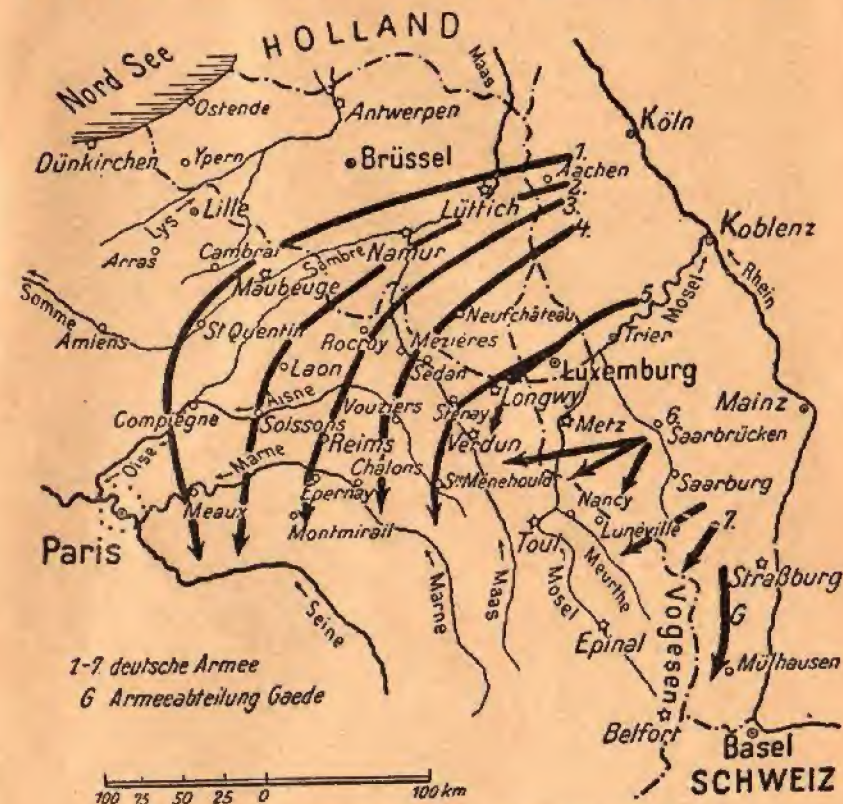 HOLLAND
Nord See
Maas
Ostende
Antwerpen
Köln
Dünkirchen
Ypern
Brüssel
1.
Aachen
2.
Lille
Lys
Lüttich
3.
4.
Koblenz
Arras
Cambrai
Namur
Sambre
Maubeuge
Rhein
Mosel
5.
Somme
Amiens
St Quentin
Rocroy
Mezières
Neufchâteau
Trier
Laon
Sedan
Luxemburg
Aisne
Longwy
Compiègne
Vouziers
Stenay
Mainz
Soissons
Metz
6.
Verdun
Saarbrücken
Oise
Reims
Marne
Châlons
Ste Ménehould
Saarburg
Epernay
Nancy
Meaux
Montmirail
Lunéville
7.
Paris
Toul
Meurthe
Straßburg
Marne
Maas
Mosel
Vogesen
G
Seine
Epinal
Mülhausen
1-7. deutsche Armee
G Armeeabteilung Gaede
Belfort
Basel
SCHWEIZ
100 75 50 25 0 100 km